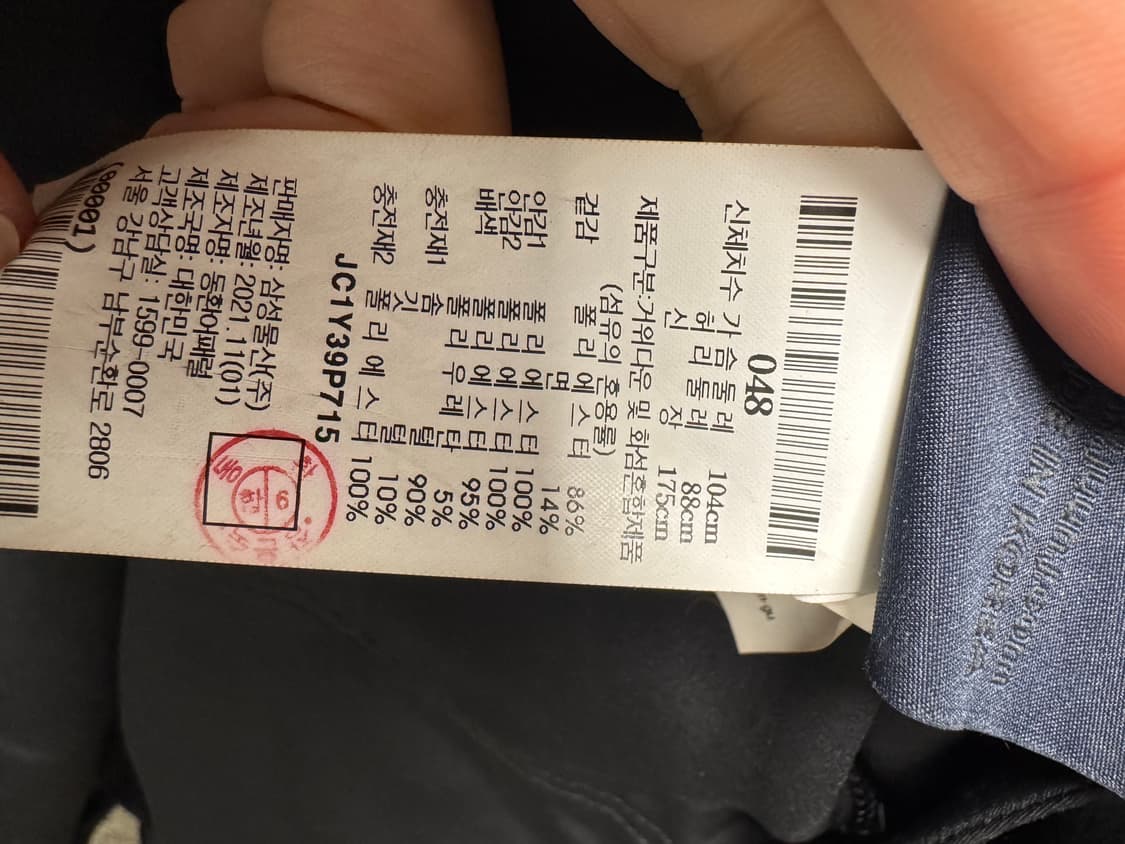 048
신체치수 가 슴 둘 레 104cm
허 리 둘 레 88cm
신 장 175cm
제품구분:거위다운 및 화섬혼합제품
(섬유의 혼용률)
겉감 폴 리 에 스 터 86%
면 14%
안감1 폴 리 에 스 터 100%
안감2 폴 리 에 스 터 100%
배색 폴 리 에 스 터 95%
폴 리 우 레 탄 5%
충전재1 솜 털 90%
깃 털 10%
충전재2 폴 리 에 스 터 100%
JC1Y39P715
판매자명: 삼성물산(주)
제조년월: 2021.11(01)
제조자명: 동환어패럴
제조국명: 대한민국
고객상담실: 1599-0007
서울 강남구 남부순환로 2806
(90001)